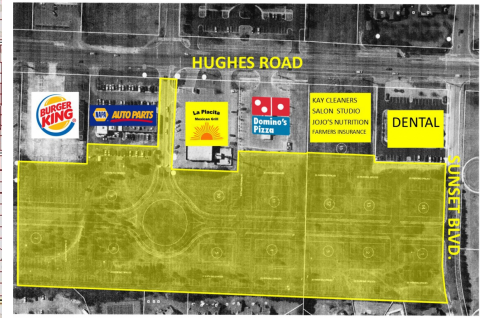 HUGHES ROAD
BURGER
KING
NAPA AUTO PARTS
La Placita
Mexican Grill
Domino's
Pizza
KAY CLEANERS
SALON STUDIO
JOJO'S NUTRITION
FARMERS INSURANCE
DENTAL
SUNSET BLVD.